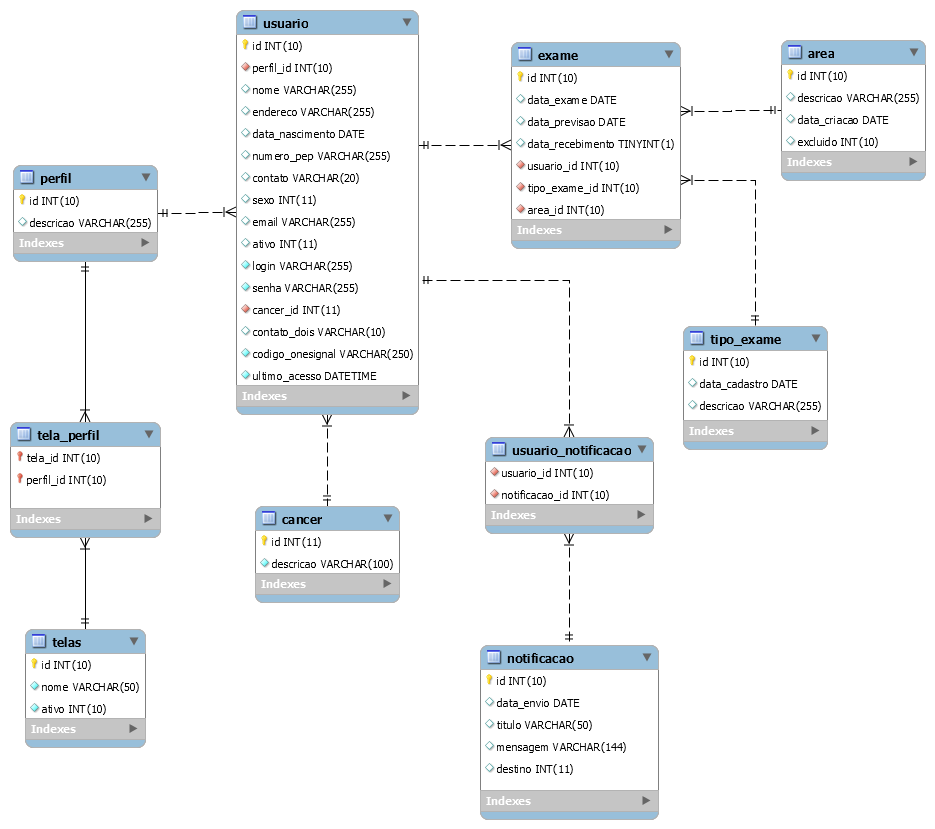 usuario
id INT(10)
perfil_id INT(10)
nome VARCHAR(255)
endereco VARCHAR(255)
data_nascimento DATE
numero_pep VARCHAR(255)
contato VARCHAR(20)
sexo INT(11)
email VARCHAR(255)
ativo INT(11)
login VARCHAR(255)
senha VARCHAR(255)
cancer_id INT(11)
contato_dois VARCHAR(10)
codigo_onesignal VARCHAR(250)
ultimo_acesso DATETIME
Indexes
exame
id INT(10)
data_exame DATE
data_previsao DATE
data_recebimento TINYINT(1)
usuario_id INT(10)
tipo_exame_id INT(10)
area_id INT(10)
Indexes
area
id INT(10)
descricao VARCHAR(255)
data_criacao DATE
excluido INT(10)
Indexes
perfil
id INT(10)
descricao VARCHAR(255)
Indexes
tipo_exame
id INT(10)
data_cadastro DATE
descricao VARCHAR(255)
Indexes
tela_perfil
tela_id INT(10)
perfil_id INT(10)
Indexes
usuario_notificacao
usuario_id INT(10)
notificacao_id INT(10)
Indexes
cancer
id INT(11)
descricao VARCHAR(100)
Indexes
telas
id INT(10)
nome VARCHAR(50)
ativo INT(10)
Indexes
notificacao
id INT(10)
data_envio DATE
titulo VARCHAR(50)
mensagem VARCHAR(144)
destino INT(11)
Indexes